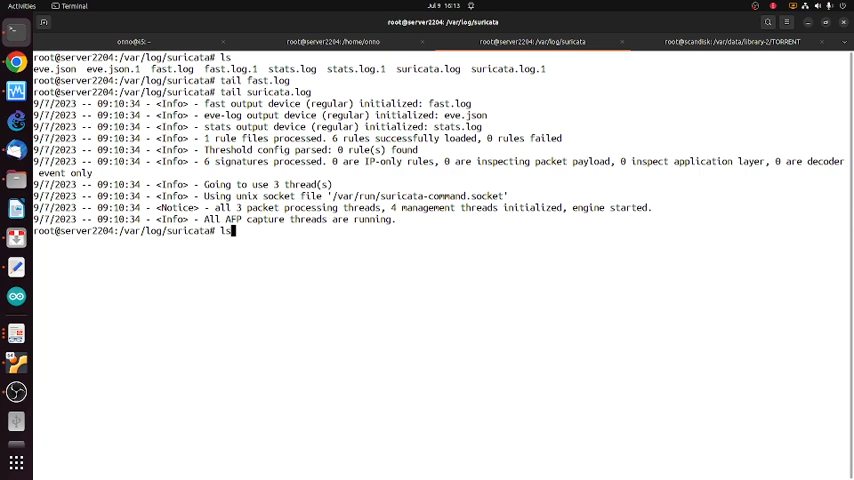 Activities
Terminal
Jul 9 16:13
root@server2204: /var/log/suricata
onno@i5: ~
root@server2204: /home/onno
root@server2204: /var/log/suricata
root@scandisk: /var/data/library-2/TORRENT
root@server2204:/var/log/suricata# ls
eve.json eve.json.1 fast.log fast.log.1 stats.log stats.log.1 suricata.log suricata.log.1
root@server2204:/var/log/suricata# tail fast.log
root@server2204:/var/log/suricata# tail suricata.log
9/7/2023 -- 09:10:34 - <Info> - fast output device (regular) initialized: fast.log
9/7/2023 -- 09:10:34 - <Info> - eve-log output device (regular) initialized: eve.json
9/7/2023 -- 09:10:34 - <Info> - stats output device (regular) initialized: stats.log
9/7/2023 -- 09:10:34 - <Info> - 1 rule files processed. 6 rules successfully loaded, 0 rules failed
9/7/2023 -- 09:10:34 - <Info> - Threshold config parsed: 0 rule(s) found
9/7/2023 -- 09:10:34 - <Info> - 6 signatures processed. 0 are IP-only rules, 0 are inspecting packet payload, 0 inspect application layer, 0 are decoder
event only
9/7/2023 -- 09:10:34 - <Info> - Going to use 3 thread(s)
9/7/2023 -- 09:10:34 - <Info> - Using unix socket file '/var/run/suricata-command.socket'
9/7/2023 -- 09:10:34 - <Notice> - all 3 packet processing threads, 4 management threads initialized, engine started.
9/7/2023 -- 09:10:34 - <Info> - All AFP capture threads are running.
root@server2204:/var/log/suricata# ls